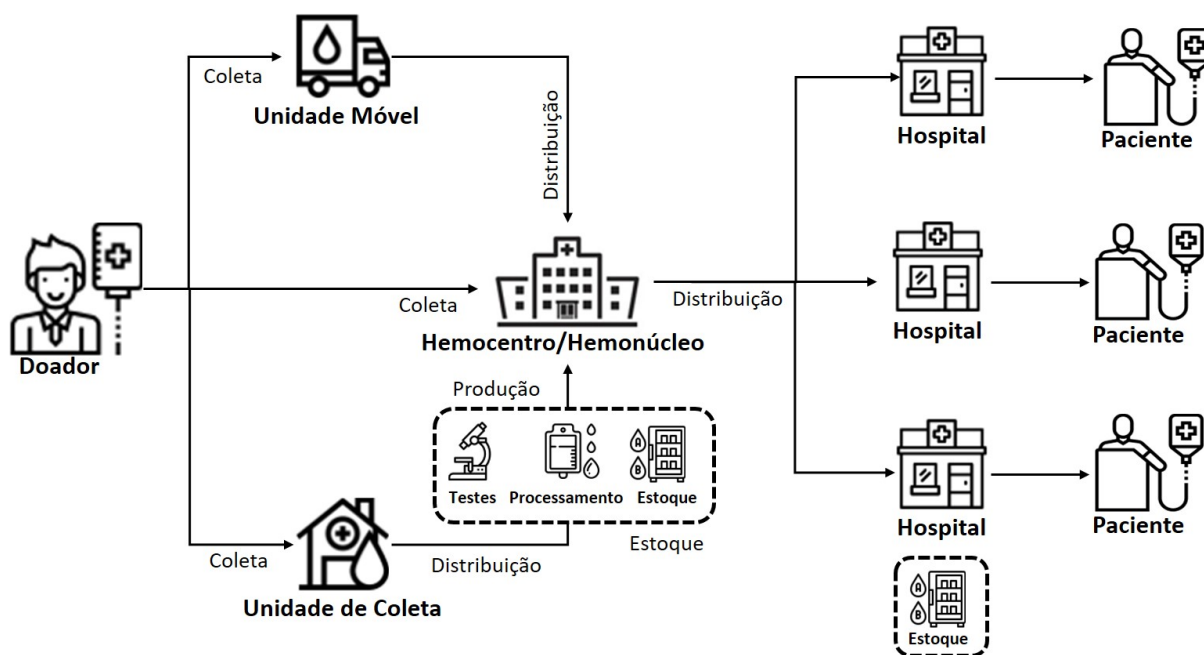 Coleta
Unidade Móvel
Distribuição
Hospital
Paciente
Doador
Coleta
Hemocentro/Hemonúcleo
Distribuição
Hospital
Paciente
Produção
Testes
Processamento
Estoque
Estoque
Coleta
Distribuição
Unidade de Coleta
Hospital
Paciente
A
B
A
B
Estoque